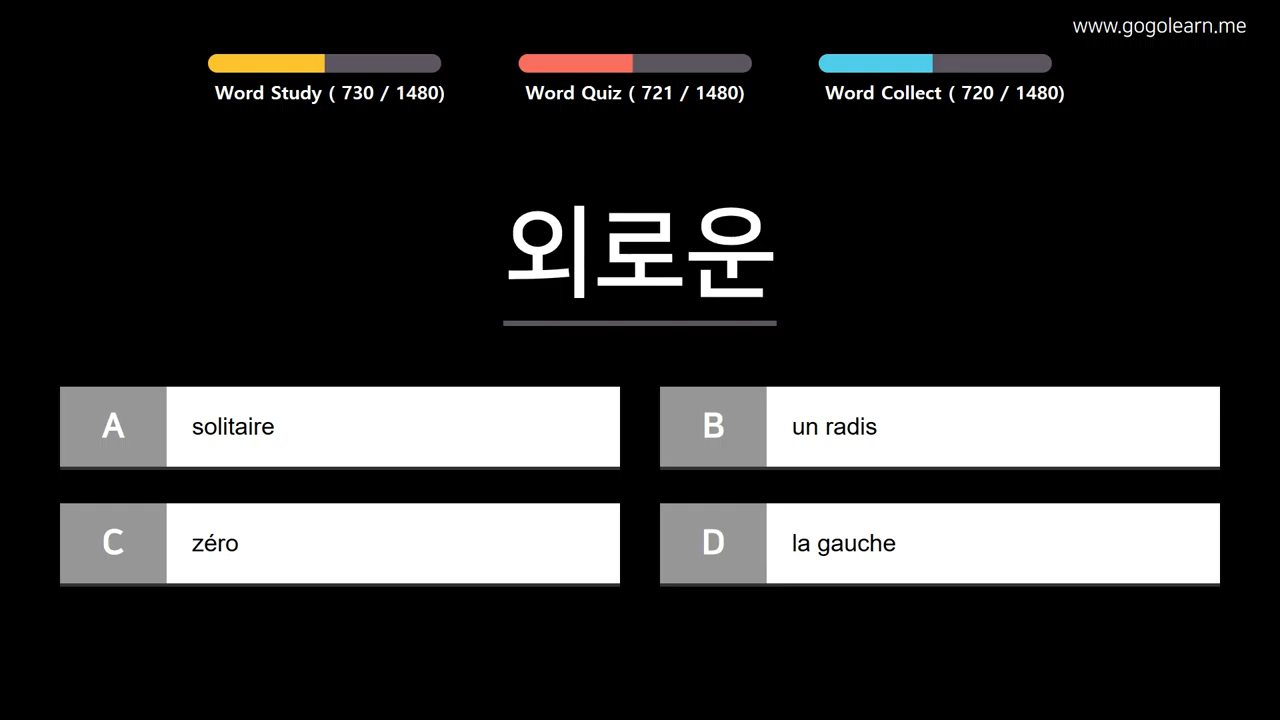 www.gogolearn.me
Word Study ( 730 / 1480)
Word Quiz ( 721 / 1480)
Word Collect ( 720 / 1480)
외로운
A solitaire
B un radis
C zéro
D la gauche